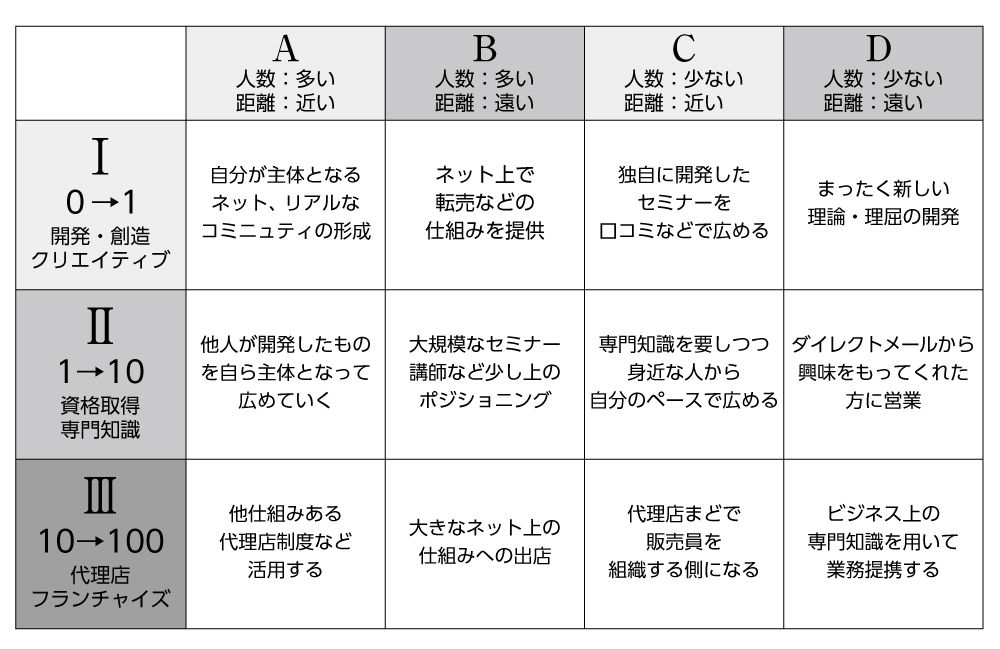 A
人数：多い
距離：近い
B
人数：多い
距離：遠い
C
人数：少ない
距離：近い
D
人数：少ない
距離：遠い
Ⅰ
0→1
開発・創造
クリエイティブ
自分が主体となる
ネット、リアルな
コミニュティの形成
ネット上で
転売などの
仕組みを提供
独自に開発した
セミナーを
口コミなどで広める
まったく新しい
理論・理屈の開発
Ⅱ
1→10
資格取得
専門知識
他人が開発したもの
を自ら主体となって
広めていく
大規模なセミナー
講師など少し上の
ポジショニング
専門知識を要しつつ
身近な人から
自分のペースで広める
ダイレクトメールから
興味をもってくれた
方に営業
Ⅲ
10→100
代理店
フランチャイズ
他仕組みある
代理店制度など
活用する
大きなネット上の
仕組みへの出店
代理店まどで
販売員を
組織する側になる
ビジネス上の
専門知識を用いて
業務提携する